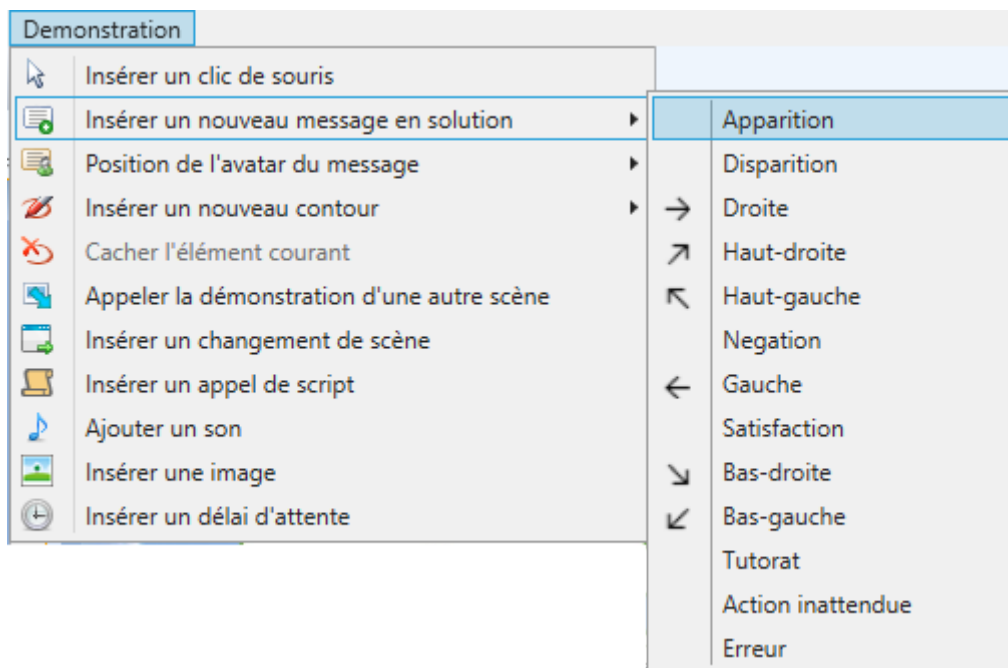 Demonstration
Insérer un clic de souris
Insérer un nouveau message en solution
Position de l'avatar du message
Insérer un nouveau contour
Cacher l'élément courant
Appeler la démonstration d'une autre scène
Insérer un changement de scène
Insérer un appel de script
Ajouter un son
Insérer une image
Insérer un délai d'attente
Apparition
Disparition
Droite
Haut-droite
Haut-gauche
Negation
Gauche
Satisfaction
Bas-droite
Bas-gauche
Tutorat
Action inattendue
Erreur